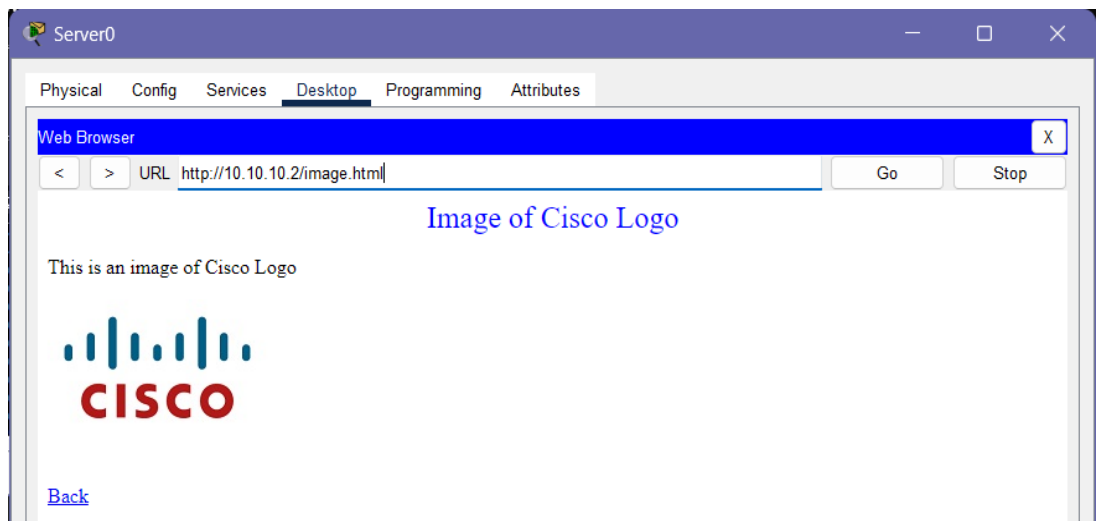 Server0
Physical Config Services Desktop Programming Attributes
Web Browser X
< > URL http://10.10.10.2/image.html Go Stop
Image of Cisco Logo
This is an image of Cisco Logo
CISCO
Back